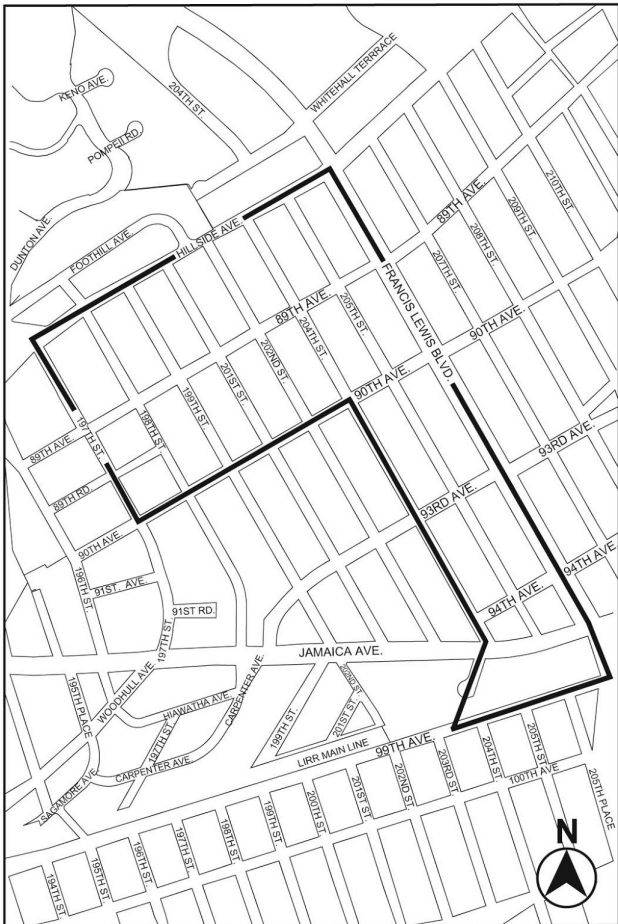 KENO AVE.
204TH ST.
WHITEHALL TERRRACE
POMPEII RD.
DUNTON AVE.
FOOTHILL AVE.
HILLSIDE AVE.
89TH AVE.
210TH ST.
209TH ST.
208TH ST.
207TH ST.
FRANCIS LEWIS BLVD.
89TH AVE.
205TH ST.
204TH ST.
202ND ST.
201ST ST.
199TH ST.
198TH ST.
197TH ST.
90TH AVE.
90TH AVE.
89TH AVE.
89TH RD.
90TH AVE.
93RD AVE.
93RD AVE.
94TH AVE.
94TH AVE.
196TH ST.
91ST. AVE.
91ST RD.
197TH ST.
JAMAICA AVE.
WOODHULL AVE.
195TH PLACE
HIAWATHA AVE.
CARPENTER AVE.
197TH ST.
CARPENTER AVE.
SAGAMORE AVE.
199TH ST.
202ND ST.
201ST ST.
LIRR MAIN LINE
99TH AVE.
205TH ST.
204TH ST.
203RD ST.
202ND ST.
201ST ST.
200TH ST.
199TH ST.
198TH ST.
197TH ST.
196TH ST.
195TH ST.
194TH ST.
100TH AVE.
205TH PLACE
N